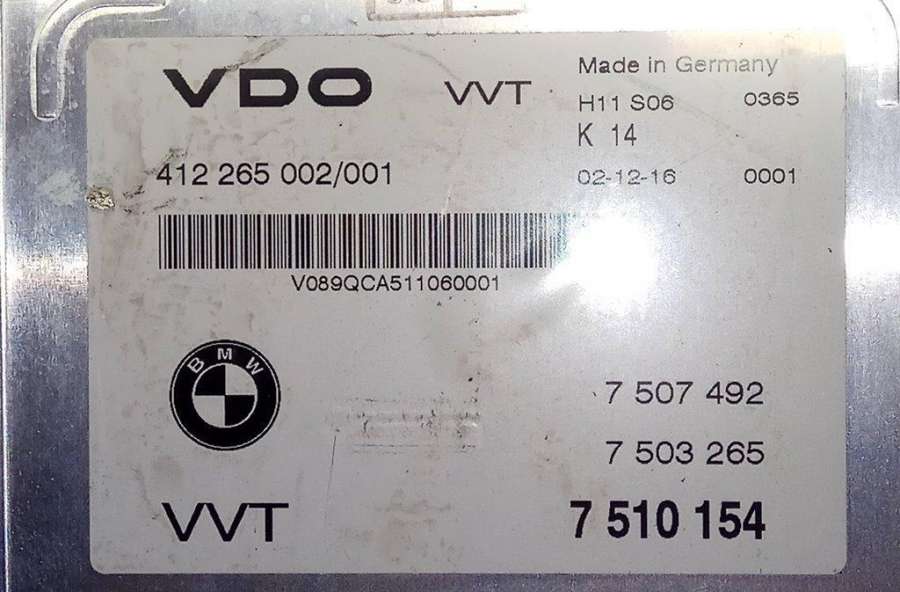 VDO VVT
Made in Germany
H11 S06 0365
K 14
412 265 002/001
02-12-16 0001
V089QCA511060001
BMW
7 507 492
7 503 265
VVT 7 510 154